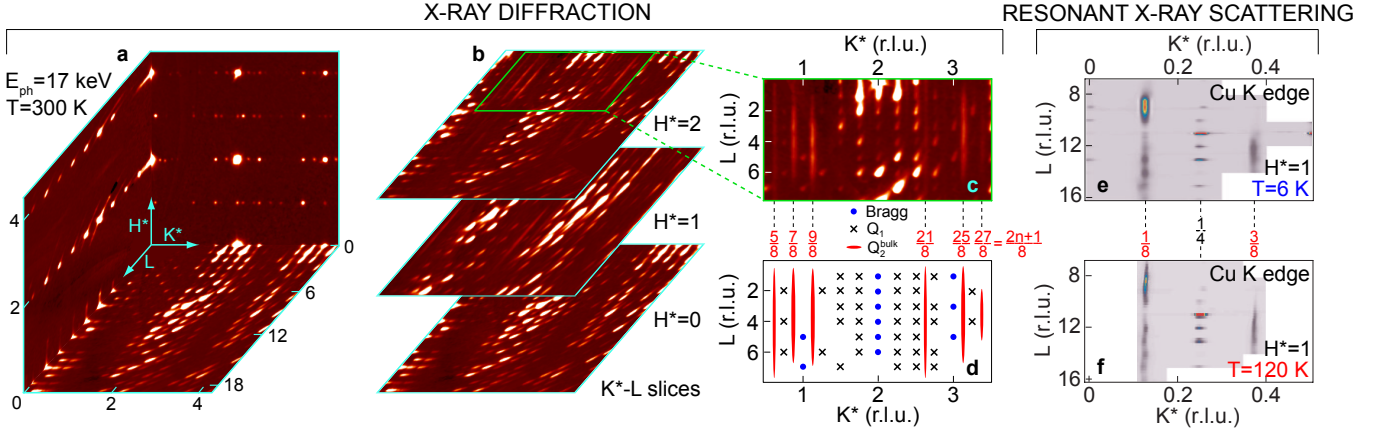 X-RAY DIFFRACTION
RESONANT X-RAY SCATTERING
a
E_ph=17 keV
T=300 K
4
2
0
H*
K*
L
0
6
12
18
2
4
b
H*=2
H*=1
H*=0
K*-L slices
K* (r.l.u.)
1 2 3
L (r.l.u.)
2
4
6
c
5/8 7/8 9/8
Bragg
Q_1
Q_2^bulk
21/8 25/8 27/8 = 2n+1/8
L (r.l.u.)
2
4
6
d
1 2 3
K* (r.l.u.)
K* (r.l.u.)
0 0.2 0.4
L (r.l.u.)
8
12
16
Cu K edge
H*=1
e
T=6 K
1/8 1/4 3/8
L (r.l.u.)
8
12
16
Cu K edge
H*=1
f
T=120 K
0 0.2 0.4
K* (r.l.u.)